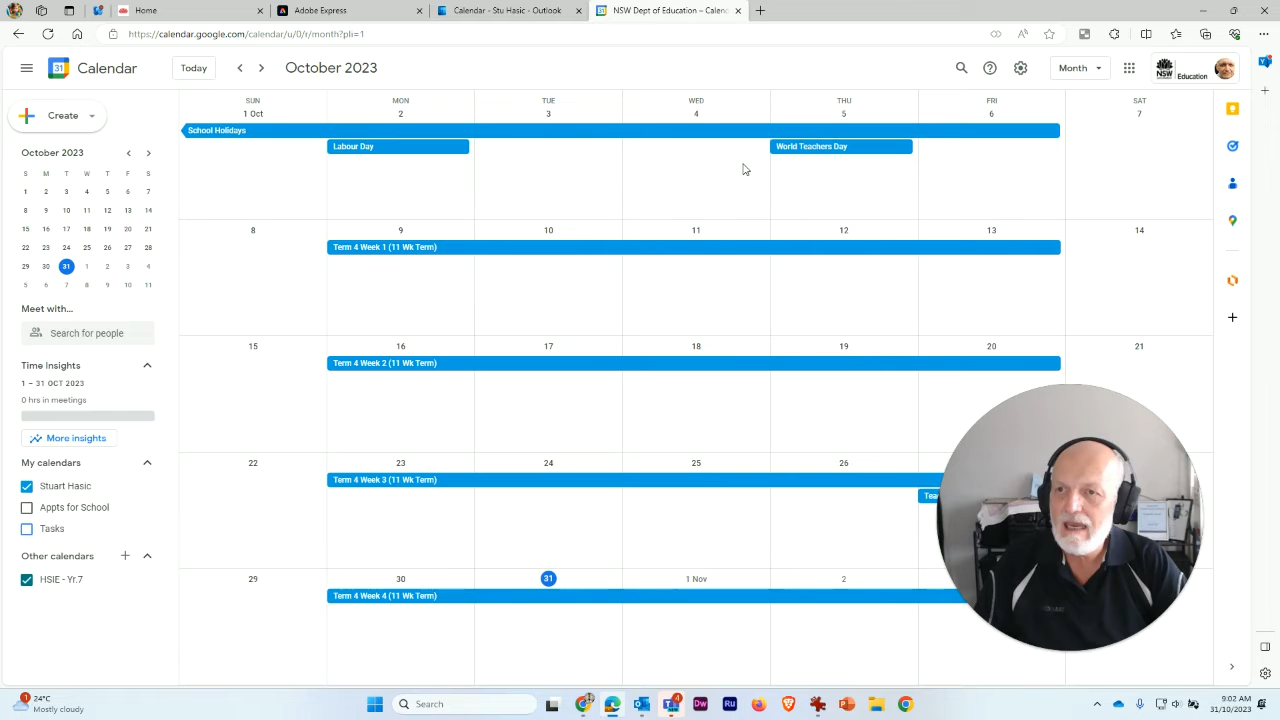 Home
Adobe Express
Calendar - Stu Hasic - Outlook
NSW Dept of Education – Calend
https://calendar.google.com/calendar/u/0/r/month?pli=1
31 Calendar
Today
October 2023
Month
NSW Education
Create
SUN MON TUE WED THU FRI SAT
1 Oct 2 3 4 5 6 7
School Holidays
Labour Day
World Teachers Day
8 9 10 11 12 13 14
Term 4 Week 1 (11 Wk Term)
15 16 17 18 19 20 21
Term 4 Week 2 (11 Wk Term)
22 23 24 25 26
Term 4 Week 3 (11 Wk Term)
Tea
29 30 31 1 Nov 2
Term 4 Week 4 (11 Wk Term)
October 2023
S M T W T F S
1 2 3 4 5 6 7
8 9 10 11 12 13 14
15 16 17 18 19 20 21
22 23 24 25 26 27 28
29 30 31 1 2 3 4
5 6 7 8 9 10 11
Meet with...
Search for people
Time Insights
1 – 31 OCT 2023
0 hrs in meetings
More insights
My calendars
Stuart Hasic
Appts for School
Tasks
Other calendars
HSIE - Yr.7
1
24°C
Mostly cloudy
Search
4
Dw
Ru
9:02 AM
31/10/2023